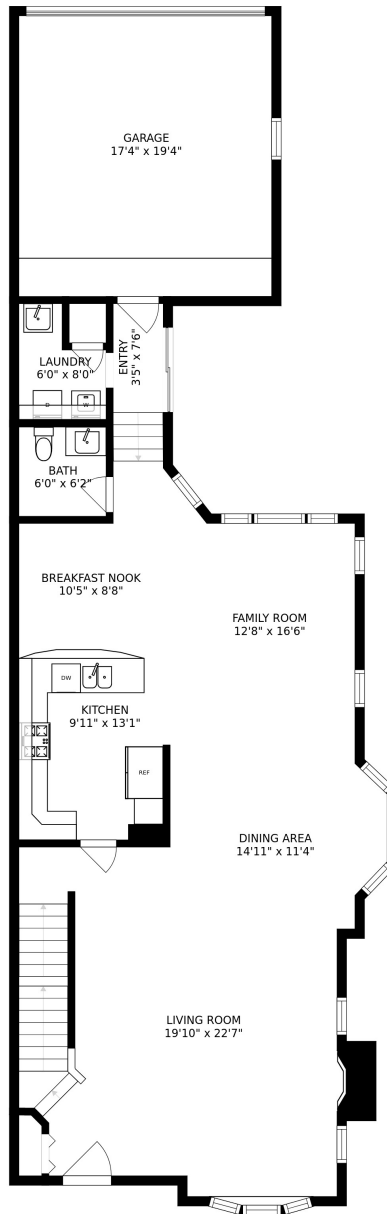 GARAGE
17'4" x 19'4"
LAUNDRY
6'0" x 8'0"
ENTRY
3'5" x 7'6"
D
W
BATH
6'0" x 6'2"
BREAKFAST NOOK
10'5" x 8'8"
FAMILY ROOM
12'8" x 16'6"
DW
KITCHEN
9'11" x 13'1"
REF
DINING AREA
14'11" x 11'4"
LIVING ROOM
19'10" x 22'7"